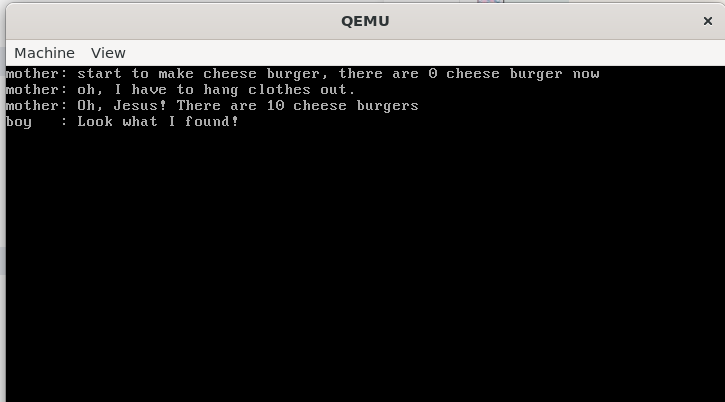 QEMU
×
Machine View
mother: start to make cheese burger, there are 0 cheese burger now
mother: oh, I have to hang clothes out.
mother: Oh, Jesus! There are 10 cheese burgers
boy   : Look what I found!